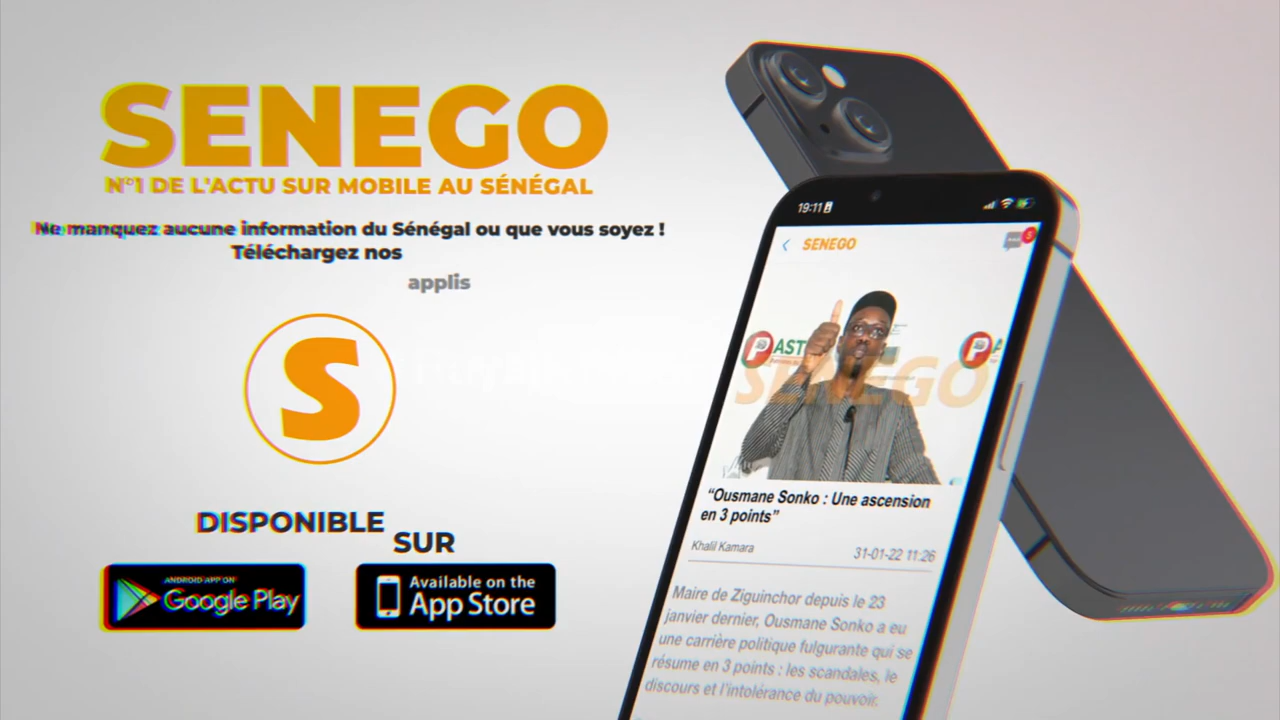 SENEGO
N°1 DE L'ACTU SUR MOBILE AU SÉNÉGAL
Ne manquez aucune information du Sénégal ou que vous soyez !
Téléchargez nos
applis
S
DISPONIBLE
SUR
ANDROID APP ON
Google Play
Available on the
App Store
19:11
SENEGO
5
PAST
PA
SENEGO
“Ousmane Sonko : Une ascension
en 3 points”
Khalil Kamara
31-01-22 11:26
Maire de Ziguinchor depuis le 23
janvier dernier, Ousmane Sonko a eu
une carrière politique fulgurante qui se
résume en 3 points : les scandales, le
discours et l'intolérance du pouvoir.